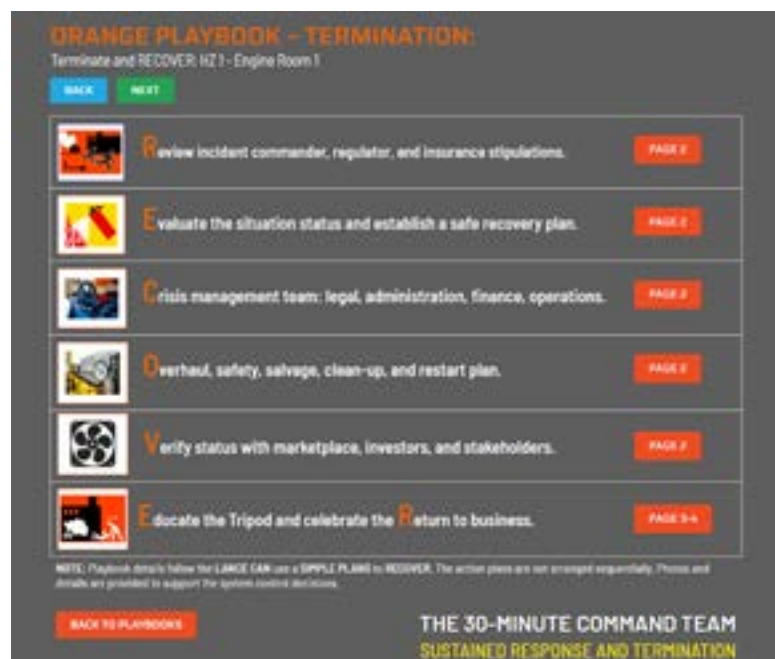 ORANGE PLAYBOOK - TERMINATION:
Terminate and RECOVER: HZ 1 - Engine Room 1
BACK NEXT
Review incident commander, regulator, and insurance stipulations. PAGE 2
Evaluate the situation status and establish a safe recovery plan. PAGE 2
Crisis management team: legal, administration, finance, operations. PAGE 2
Overhaul, safety, salvage, clean-up, and restart plan. PAGE 2
Verify status with marketplace, investors, and stakeholders. PAGE 2
Educate the Tripod and celebrate the Return to business. PAGE 3-4
NOTE: Playbook details follow the LANCE CAN use a SIMPLE PLANS to RECOVER. The action plans are not arranged sequentially. Photos and
details are provided to support the system control decisions.
BACK TO PLAYBOOKS
THE 30-MINUTE COMMAND TEAM
SUSTAINED RESPONSE AND TERMINATION